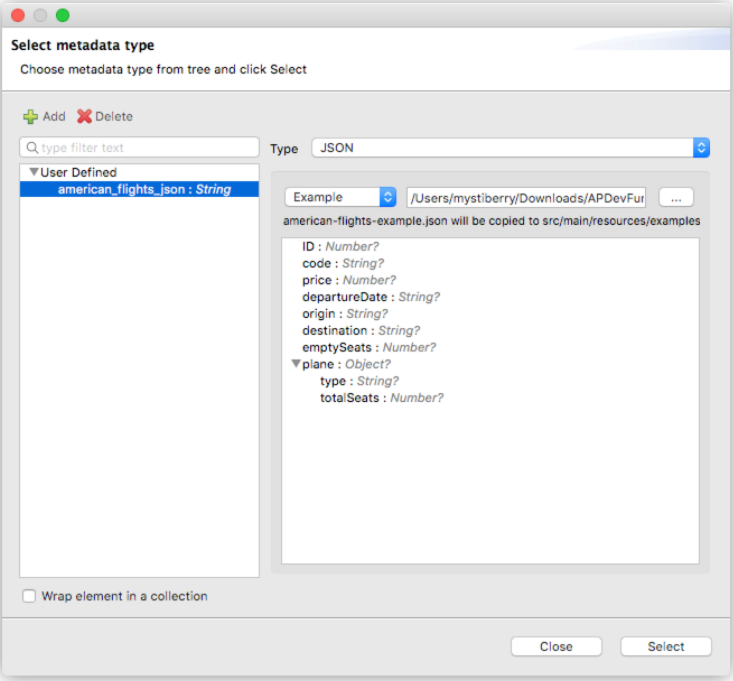 Select metadata type
Choose metadata type from tree and click Select
Add Delete
type filter text
Type JSON
User Defined
american_flights_json : String
Example /Users/mystiberry/Downloads/APDevFur ...
american-flights-example.json will be copied to src/main/resources/examples
ID : Number?
code : String?
price : Number?
departureDate : String?
origin : String?
destination : String?
emptySeats : Number?
plane : Object?
type : String?
totalSeats : Number?
Wrap element in a collection
Close Select